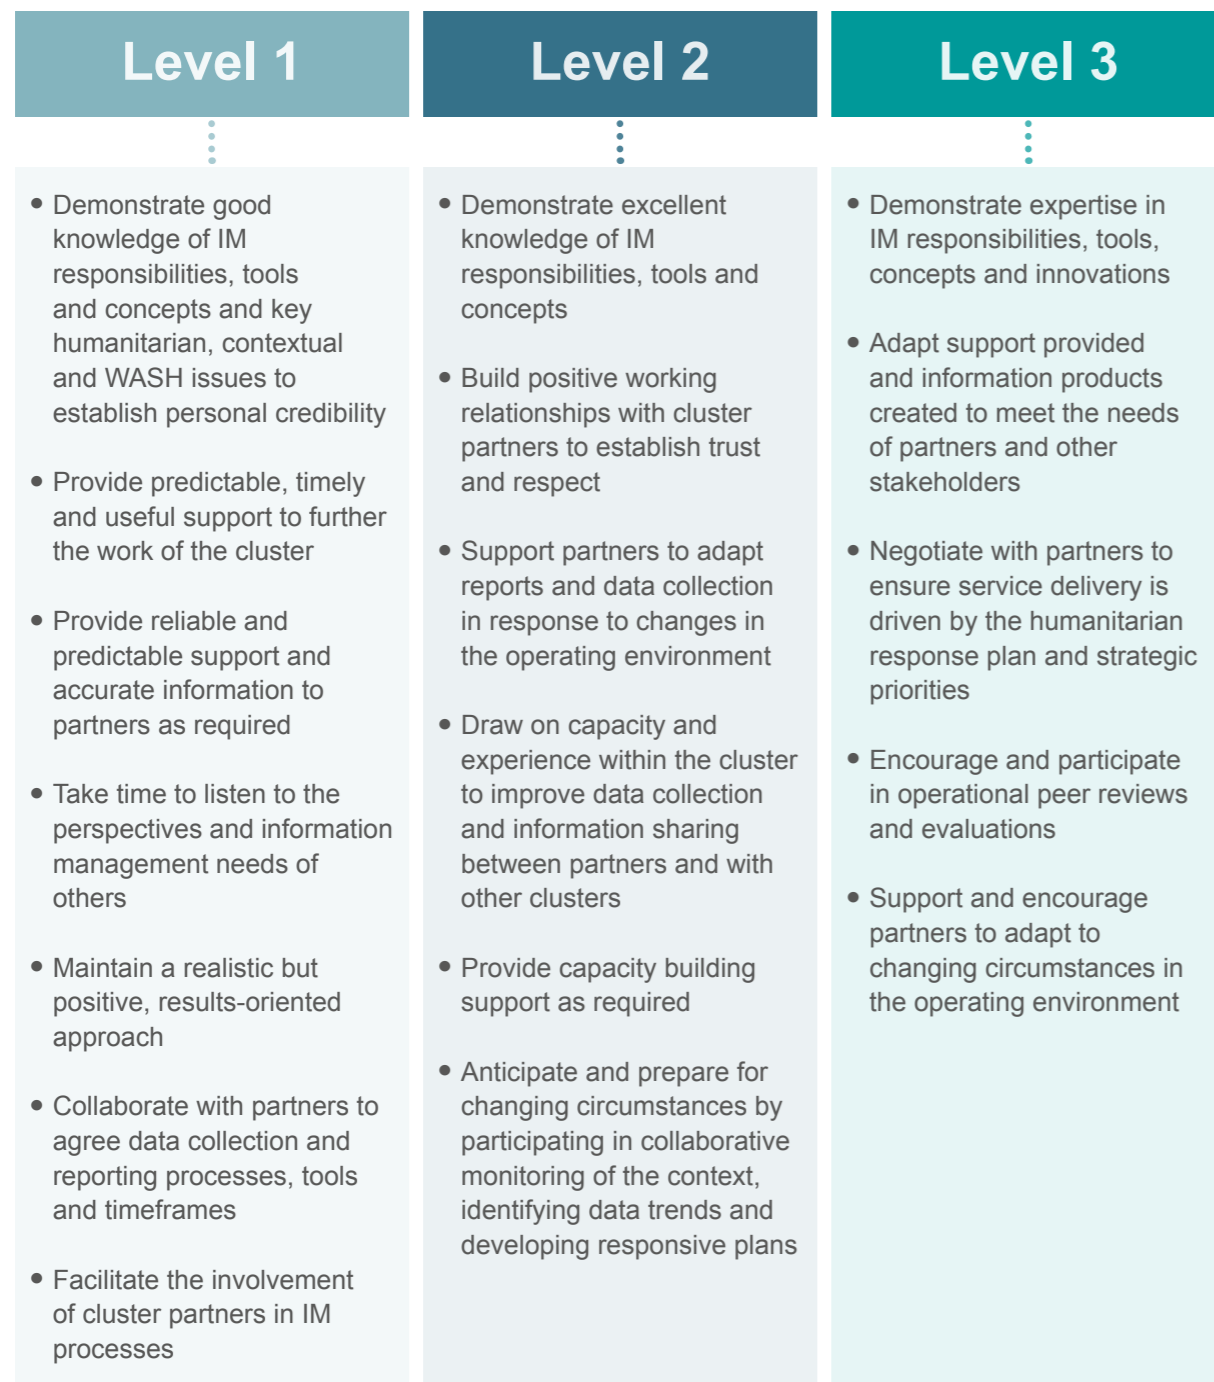 Level 1
• Demonstrate good
knowledge of IM
responsibilities, tools
and concepts and key
humanitarian, contextual
and WASH issues to
establish personal credibility
• Provide predictable, timely
and useful support to further
the work of the cluster
• Provide reliable and
predictable support and
accurate information to
partners as required
• Take time to listen to the
perspectives and information
management needs of
others
• Maintain a realistic but
positive, results-oriented
approach
• Collaborate with partners to
agree data collection and
reporting processes, tools
and timeframes
• Facilitate the involvement
of cluster partners in IM
processes
Level 2
• Demonstrate excellent
knowledge of IM
responsibilities, tools and
concepts
• Build positive working
relationships with cluster
partners to establish trust
and respect
• Support partners to adapt
reports and data collection
in response to changes in
the operating environment
• Draw on capacity and
experience within the cluster
to improve data collection
and information sharing
between partners and with
other clusters
• Provide capacity building
support as required
• Anticipate and prepare for
changing circumstances by
participating in collaborative
monitoring of the context,
identifying data trends and
developing responsive plans
Level 3
• Demonstrate expertise in
IM responsibilities, tools,
concepts and innovations
• Adapt support provided
and information products
created to meet the needs
of partners and other
stakeholders
• Negotiate with partners to
ensure service delivery is
driven by the humanitarian
response plan and strategic
priorities
• Encourage and participate
in operational peer reviews
and evaluations
• Support and encourage
partners to adapt to
changing circumstances in
the operating environment